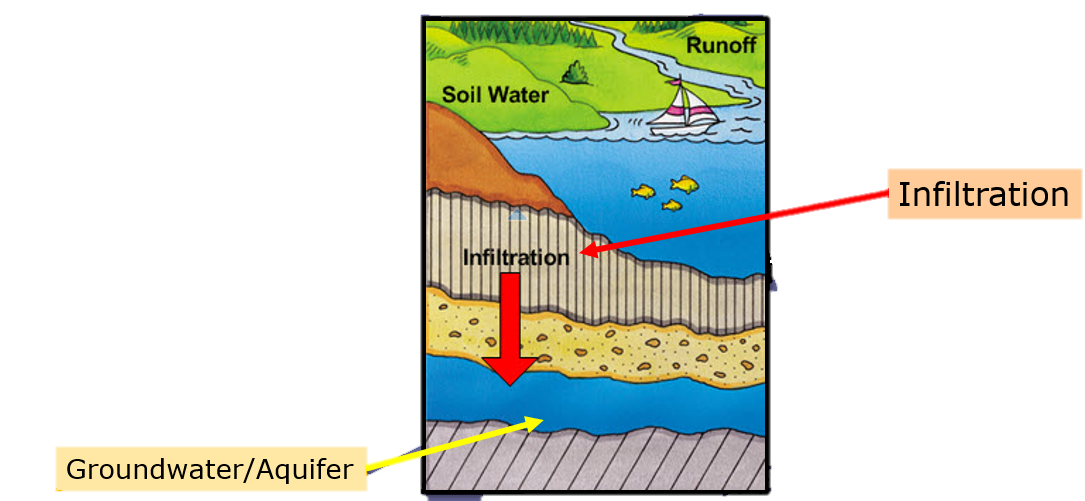 Runoff
Soil Water
Infiltration
Infiltration
Groundwater/Aquifer